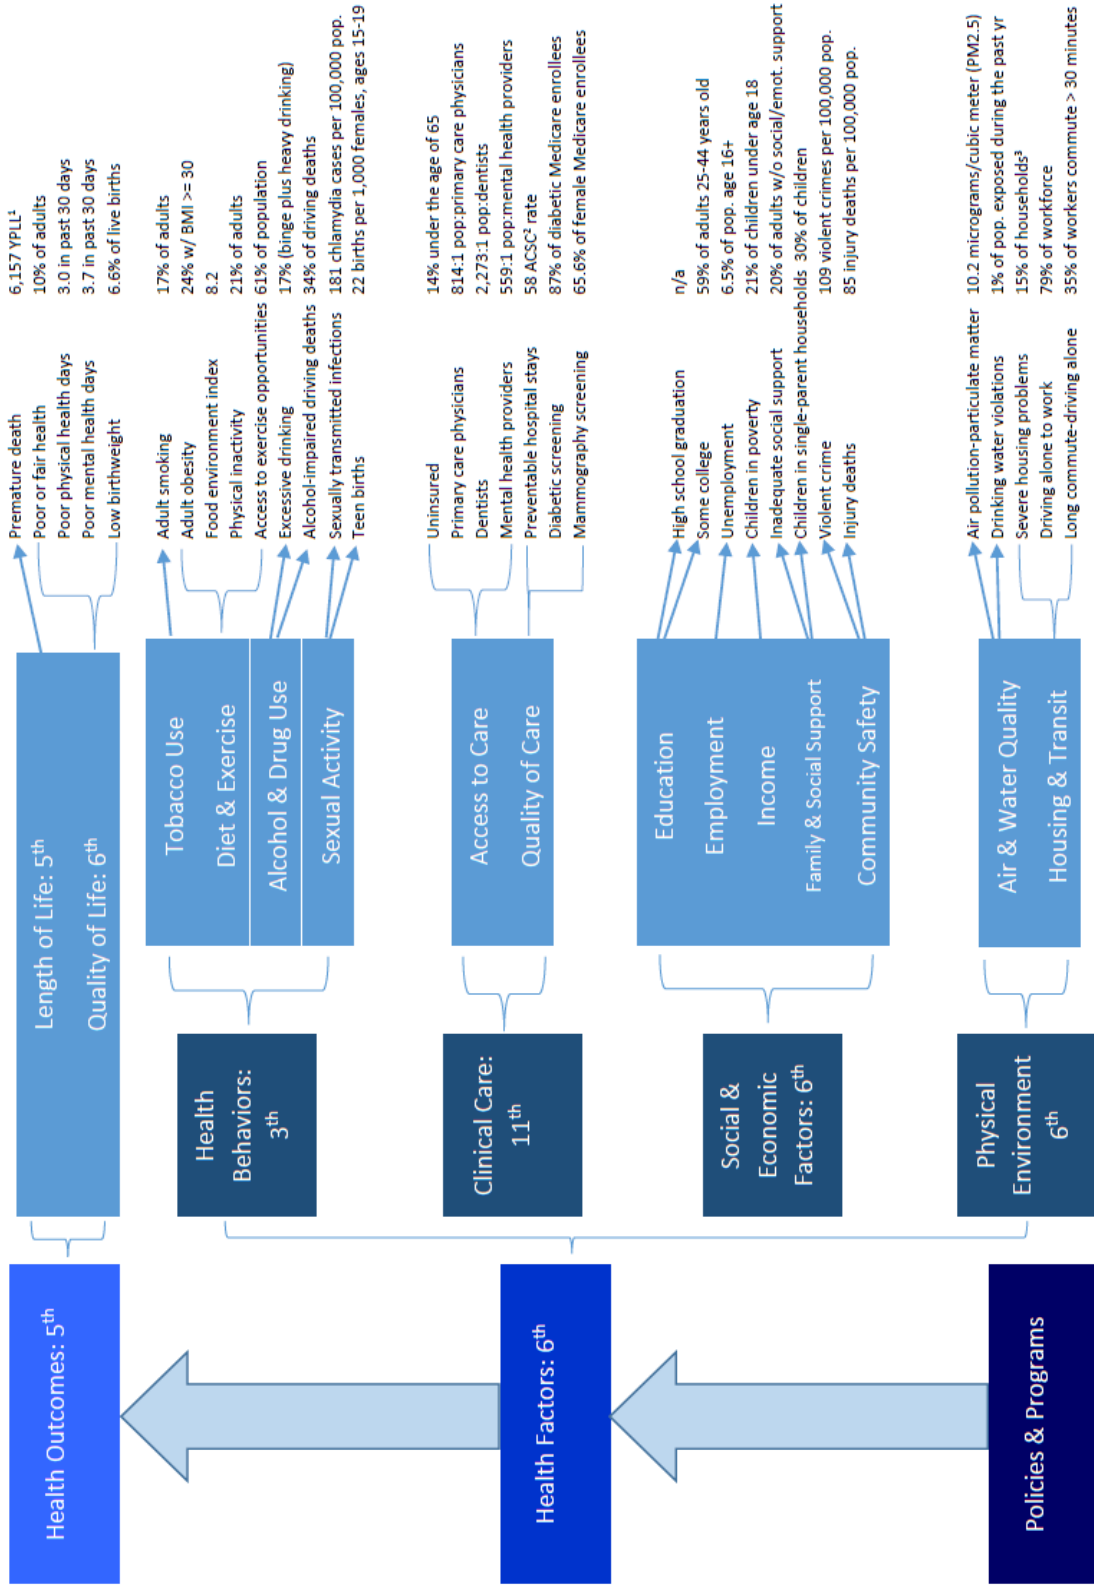 Health Outcomes: 5th
Health Factors: 6th
Policies & Programs
Length of Life: 5th
Quality of Life: 6th
Health
Behaviors:
3th
Clinical Care:
11th
Social &
Economic
Factors: 6th
Physical
Environment
6th
Tobacco Use
Diet & Exercise
Alcohol & Drug Use
Sexual Activity
Access to Care
Quality of Care
Education
Employment
Income
Family & Social Support
Community Safety
Air & Water Quality
Housing & Transit
Premature death 6,157 YPLL¹
Poor or fair health 10% of adults
Poor physical health days 3.0 in past 30 days
Poor mental health days 3.7 in past 30 days
Low birthweight 6.6% of live births
Adult smoking 17% of adults
Adult obesity 24% w/ BMI >= 30
Food environment index 8.2
Physical inactivity 21% of adults
Access to exercise opportunities 61% of population
Excessive drinking 17% (binge plus heavy drinking)
Alcohol-impaired driving deaths 34% of driving deaths
Sexually transmitted infections 181 chlamydia cases per 100,000 pop.
Teen births 22 births per 1,000 females, ages 15-19
Uninsured 14% under the age of 65
Primary care physicians 814:1 pop:primary care physicians
Dentists 2,273:1 pop:dentists
Mental health providers 559:1 pop:mental health providers
Preventable hospital stays 58 ACSC² rate
Diabetic screening 87% of diabetic Medicare enrollees
Mammography screening 65.6% of female Medicare enrollees
High school graduation n/a
Some college 59% of adults 25-44 years old
Unemployment 6.5% of pop. age 16+
Children in poverty 21% of children under age 18
Inadequate social support 20% of adults w/o social/emot. support
Children in single-parent households 30% of children
Violent crime 109 violent crimes per 100,000 pop.
Injury deaths 85 injury deaths per 100,000 pop.
Air pollution-particulate matter 10.2 micrograms/cubic meter (PM2.5)
Drinking water violations 1% of pop. exposed during the past yr
Severe housing problems 15% of households³
Driving alone to work 79% of workforce
Long commute-driving alone 35% of workers commute > 30 minutes